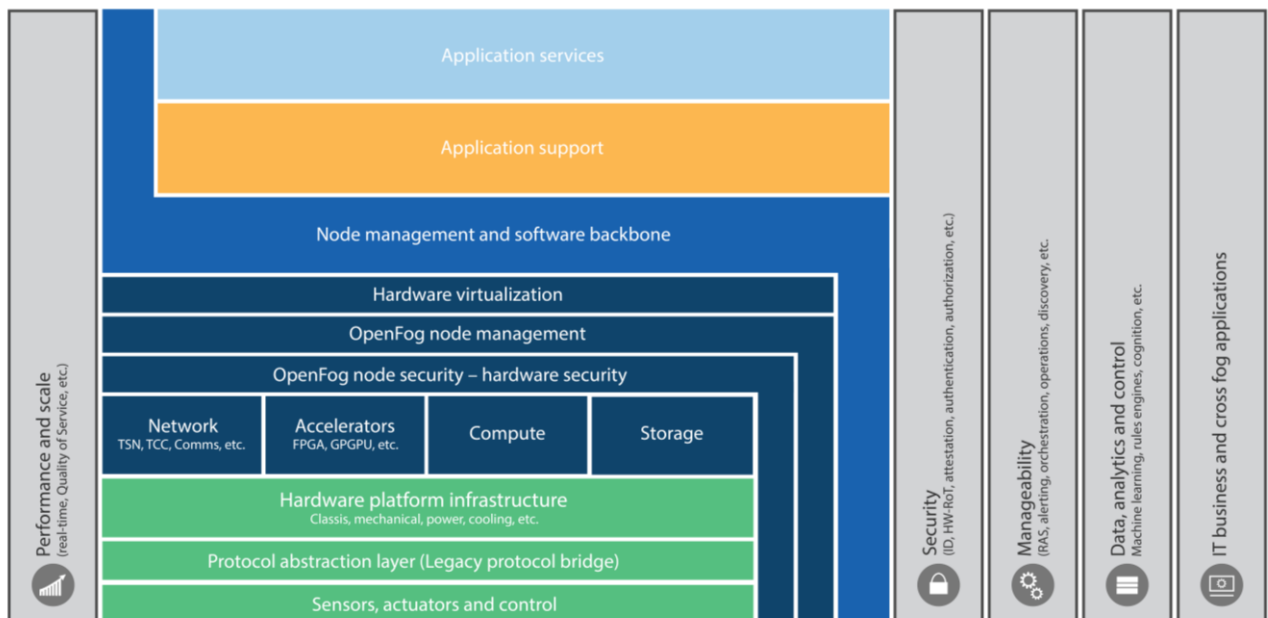 Performance and scale
(real-time, Quality of Service, etc.)
Application services
Application support
Node management and software backbone
Hardware virtualization
OpenFog node management
OpenFog node security – hardware security
Network
TSN, TCC, Comms, etc.
Accelerators
FPGA, GPGPU, etc.
Compute
Storage
Hardware platform infrastructure
Classis, mechanical, power, cooling, etc.
Protocol abstraction layer (Legacy protocol bridge)
Sensors, actuators and control
Security
(ID, HW-RoT, attestation, authentication, authorization, etc.)
Manageability
(RAS, alerting, orchestration, operations, discovery, etc.
Data, analytics and control
Machine learning, rules engines, cognition, etc.
IT business and cross fog applications